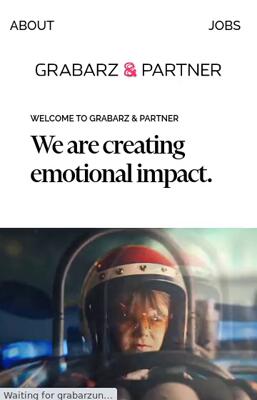 ABOUT
JOBS
GRABARZ & PARTNER
WELCOME TO GRABARZ & PARTNER
We are creating
emotional impact.
Waiting for grabarzun...